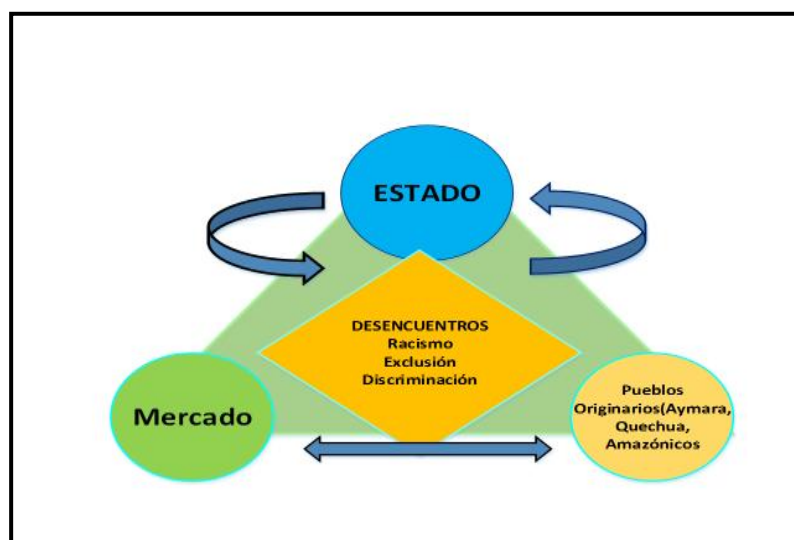 ESTADO
DESENCUENTROS
Racismo
Exclusión
Discriminación
Mercado
Pueblos
Originarios(Aymara,
Quechua,
Amazónicos